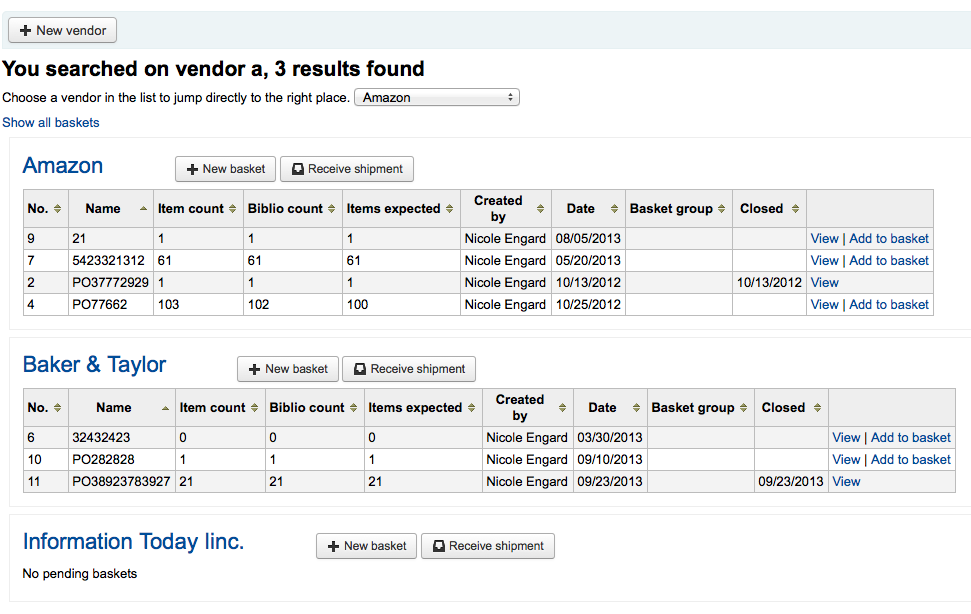 New vendor
You searched on vendor a, 3 results found
Choose a vendor in the list to jump directly to the right place. Amazon
Show all baskets
Amazon New basket Receive shipment
No. Name Item count Biblio count Items expected Created by Date Basket group Closed
9 21 1 1 1 Nicole Engard 08/05/2013 View | Add to basket
7 5423321312 61 61 61 Nicole Engard 05/20/2013 View | Add to basket
2 PO37772929 1 1 1 Nicole Engard 10/13/2012 10/13/2012 View
4 PO77662 103 102 100 Nicole Engard 10/25/2012 View | Add to basket
Baker & Taylor New basket Receive shipment
No. Name Item count Biblio count Items expected Created by Date Basket group Closed
6 32432423 0 0 0 Nicole Engard 03/30/2013 View | Add to basket
10 PO282828 1 1 1 Nicole Engard 09/10/2013 View | Add to basket
11 PO38923783927 21 21 21 Nicole Engard 09/23/2013 09/23/2013 View
Information Today Iinc. New basket Receive shipment
No pending baskets